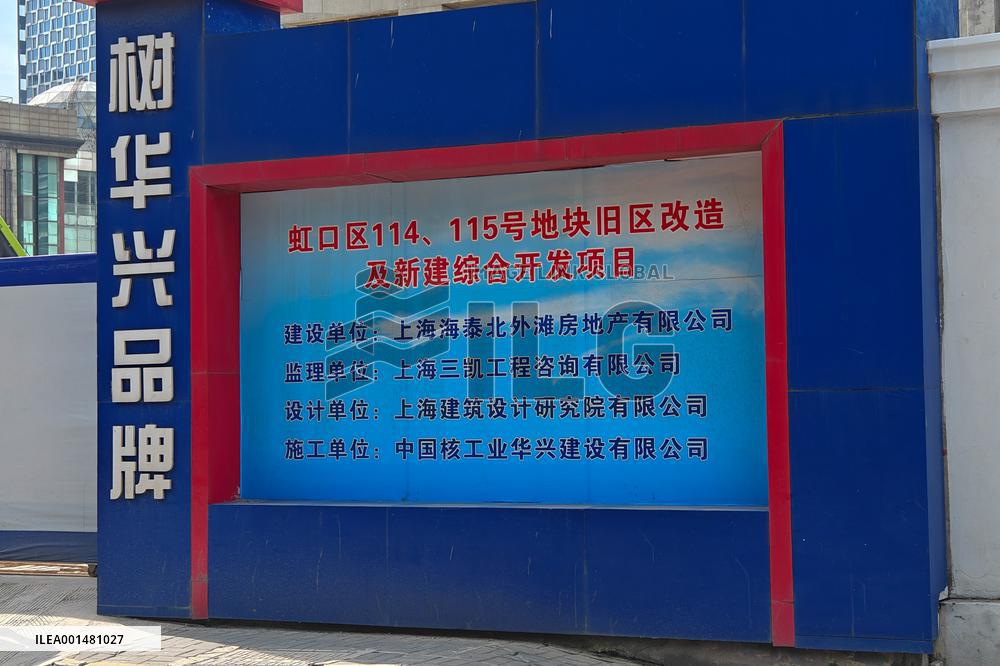 树华兴品牌
虹口区114、115号地块旧区改造
及新建综合开发项目
IMAGE LINK GLOBAL
ILG
建设单位：上海海泰北外滩房地产有限公司
监理单位：上海三凯工程咨询有限公司
设计单位：上海建筑设计研究院有限公司
施工单位：中国核工业华兴建设有限公司
ILEA001481027